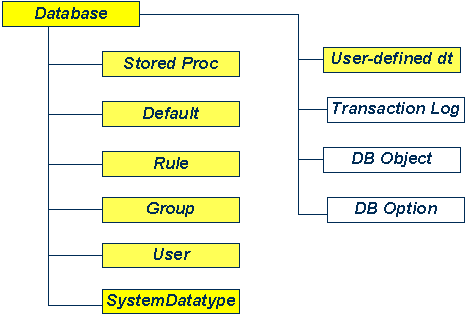 Database
Stored Proc
Default
Rule
Group
User
SystemDatatype
User-defined dt
Transaction Log
DB Object
DB Option